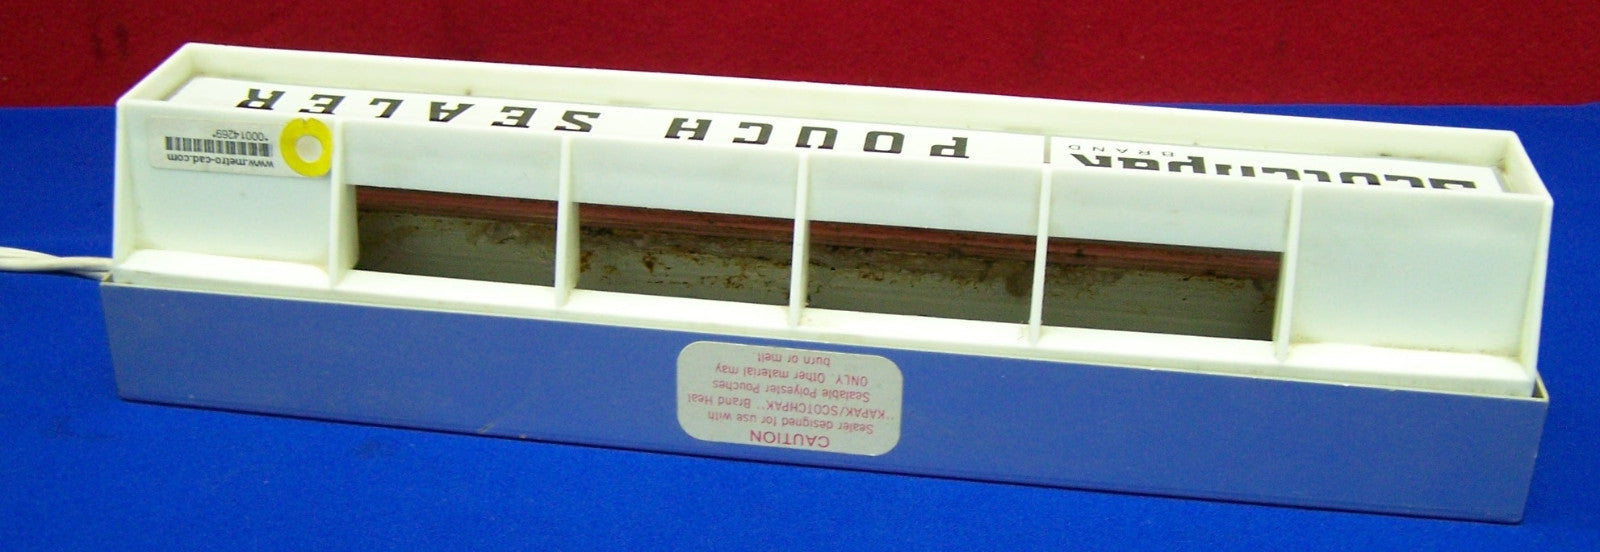 Scotchpak
BRAND
POUCH SEALER
www.metro-cad.com
*00014269*
CAUTION
Sealer designed for use with
"KAPAK/SCOTCHPAK" Brand Heat
Sealable Polyester Pouches
ONLY. Other material may
burn or melt